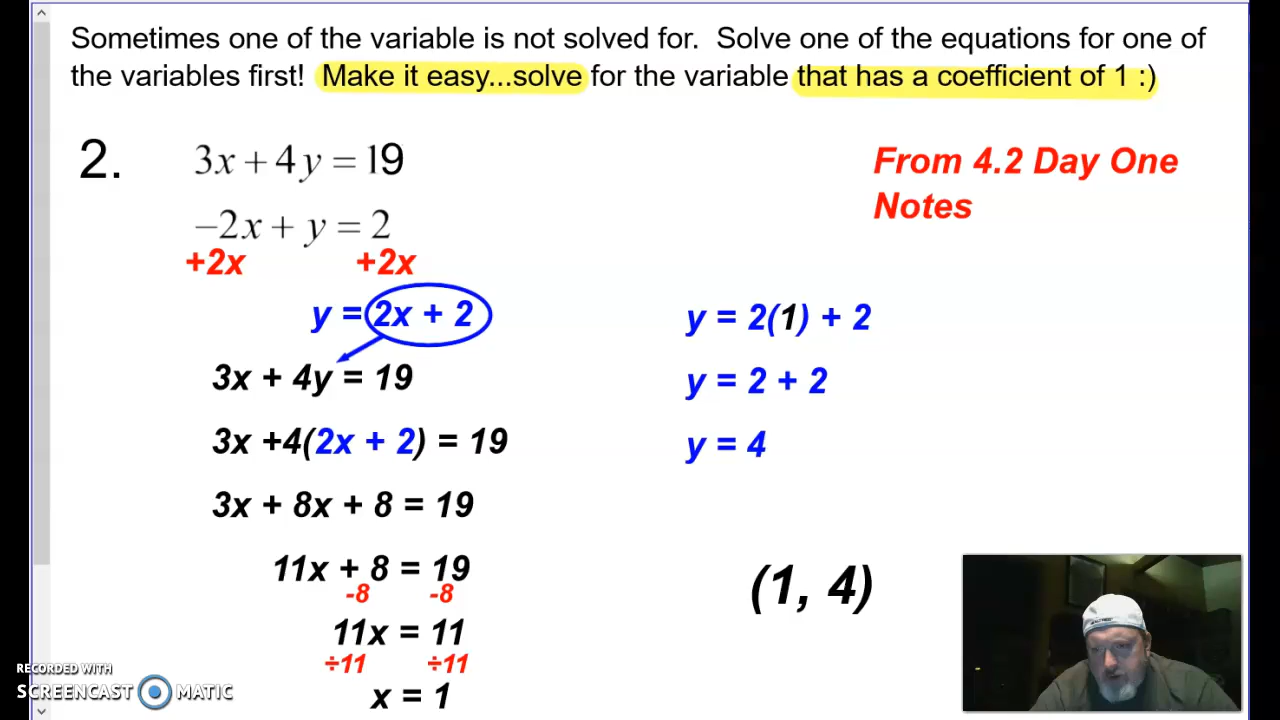 Sometimes one of the variable is not solved for.  Solve one of the equations for one of
the variables first!  Make it easy...solve for the variable that has a coefficient of 1 :)
2.
3x + 4y = 19
−2x + y = 2
+2x +2x
y = 2x + 2
3x + 4y = 19
3x +4(2x + 2) = 19
3x + 8x + 8 = 19
11x + 8 = 19
-8 -8
11x = 11
÷11 ÷11
x = 1
From 4.2 Day One
Notes
y = 2(1) + 2
y = 2 + 2
y = 4
(1, 4)
RECORDED WITH
SCREENCAST MATIC